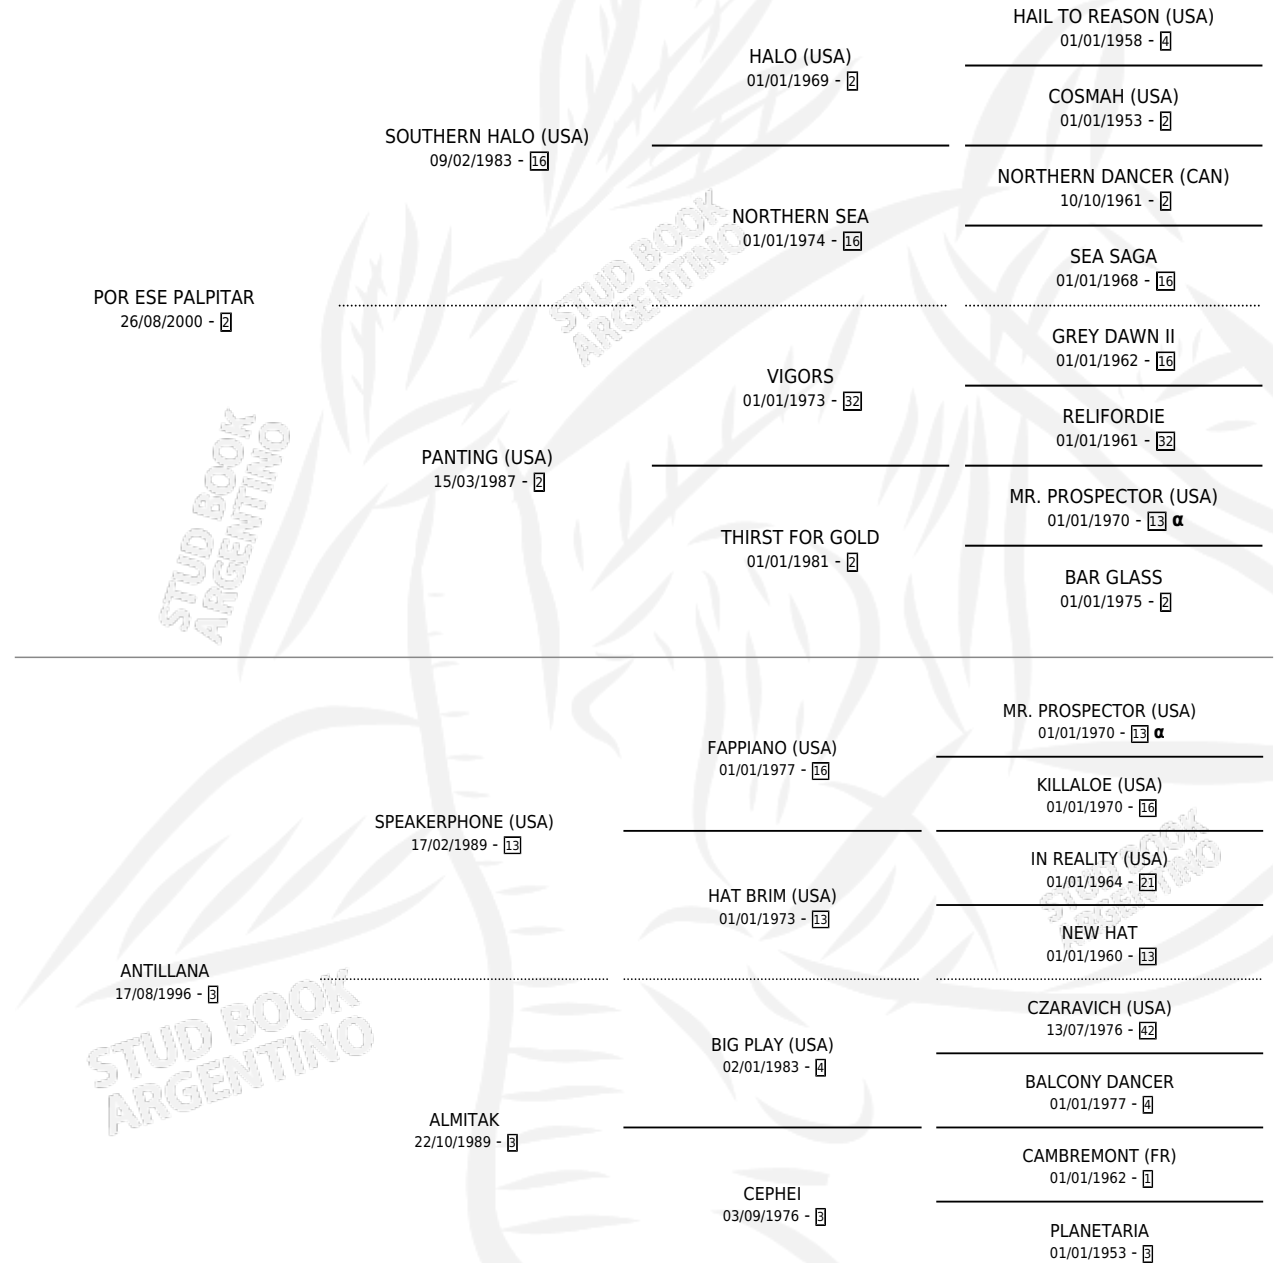 HAIL TO REASON (USA)
01/01/1958 - 4
HALO (USA)
01/01/1969 - 2
COSMAH (USA)
01/01/1953 - 2
SOUTHERN HALO (USA)
09/02/1983 - 16
NORTHERN DANCER (CAN)
10/10/1961 - 2
NORTHERN SEA
01/01/1974 - 16
SEA SAGA
01/01/1968 - 16
STUD BOOK
ARGENTINO
POR ESE PALPITAR
26/08/2000 - 2
GREY DAWN II
01/01/1962 - 16
VIGORS
01/01/1973 - 32
RELIFORDIE
01/01/1961 - 32
PANTING (USA)
15/03/1987 - 2
MR. PROSPECTOR (USA)
01/01/1970 - 13 α
THIRST FOR GOLD
01/01/1981 - 2
BAR GLASS
01/01/1975 - 2
STUD BOOK
ARGENTINO
MR. PROSPECTOR (USA)
01/01/1970 - 13 α
FAPPIANO (USA)
01/01/1977 - 16
KILLALOE (USA)
01/01/1970 - 16
SPEAKERPHONE (USA)
17/02/1989 - 13
IN REALITY (USA)
01/01/1964 - 21
HAT BRIM (USA)
01/01/1973 - 13
NEW HAT
01/01/1960 - 13
STUD BOOK
ARGENTINO
ANTILLANA
17/08/1996 - 3
CZARAVICH (USA)
13/07/1976 - 42
BIG PLAY (USA)
02/01/1983 - 4
BALCONY DANCER
01/01/1977 - 4
STUD BOOK
ARGENTINO
ALMITAK
22/10/1989 - 3
CAMBREMONT (FR)
01/01/1962 - 1
CEPHEI
03/09/1976 - 3
PLANETARIA
01/01/1953 - 3